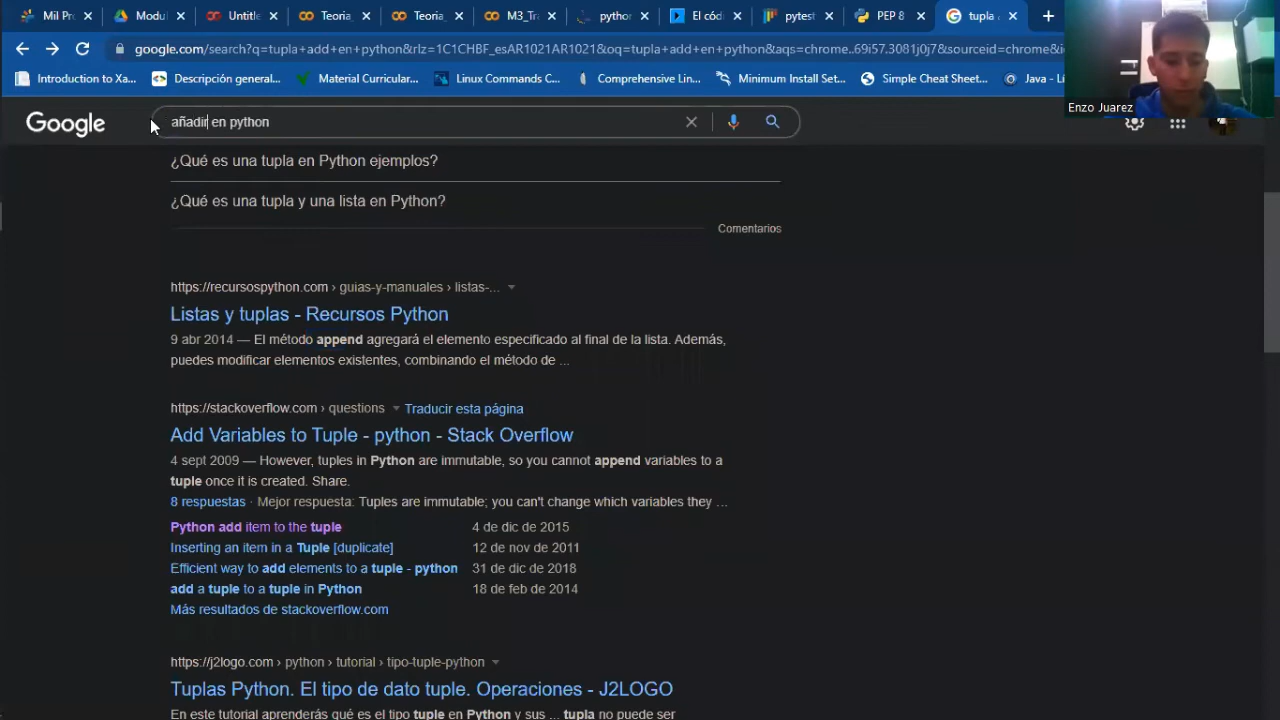 Mil Pro
Modul
Untitle
Teoria_
Teoria_
M3_Tra
python
El códi
pytest
PEP 8
tupla a
google.com/search?q=tupla+add+en+python&rlz=1C1CHBF_esAR1021AR1021&oq=tupla+add+en+python&aqs=chrome..69i57.3081j0j7&sourceid=chrome&ie
Introduction to Xa...
Descripción general...
Material Curricular...
Linux Commands C...
Comprehensive Lin...
Minimum Install Set...
Simple Cheat Sheet...
Java - Li
Enzo Juarez
Google
añadir en python
¿Qué es una tupla en Python ejemplos?
¿Qué es una tupla y una lista en Python?
Comentarios
https://recursospython.com › guias-y-manuales › listas-...
Listas y tuplas - Recursos Python
9 abr 2014 — El método append agregará el elemento especificado al final de la lista. Además,
puedes modificar elementos existentes, combinando el método de ...
https://stackoverflow.com › questions Traducir esta página
Add Variables to Tuple - python - Stack Overflow
4 sept 2009 — However, tuples in Python are immutable, so you cannot append variables to a
tuple once it is created. Share.
8 respuestas · Mejor respuesta: Tuples are immutable; you can't change which variables they ...
Python add item to the tuple 4 de dic de 2015
Inserting an item in a Tuple [duplicate] 12 de nov de 2011
Efficient way to add elements to a tuple - python 31 de dic de 2018
add a tuple to a tuple in Python 18 de feb de 2014
Más resultados de stackoverflow.com
https://j2logo.com › python › tutorial › tipo-tuple-python
Tuplas Python. El tipo de dato tuple. Operaciones - J2LOGO
En este tutorial aprenderás qué es el tipo tuple en Python y sus ... tupla no puede ser